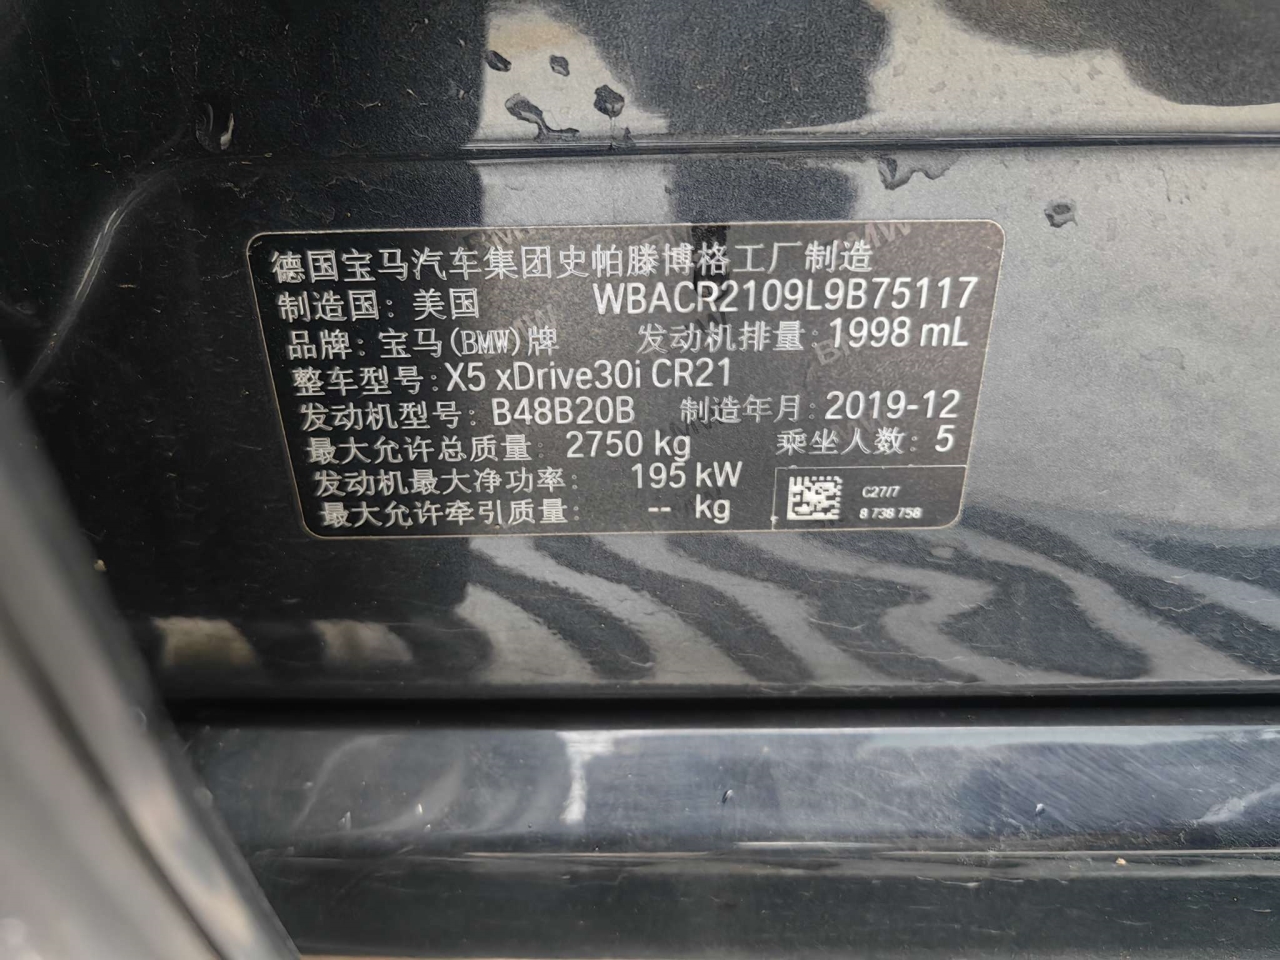 德国宝马汽车集团史帕滕博格工厂制造
制造国: 美国 WBACR2109L9B75117
品牌: 宝马(BMW)牌 发动机排量: 1998 mL
整车型号: X5 xDrive30i CR21
发动机型号: B48B20B 制造年月: 2019-12
最大允许总质量: 2750 kg 乘坐人数: 5
发动机最大净功率: 195 kW
最大允许牵引质量: -- kg
C27/7
8 738 758